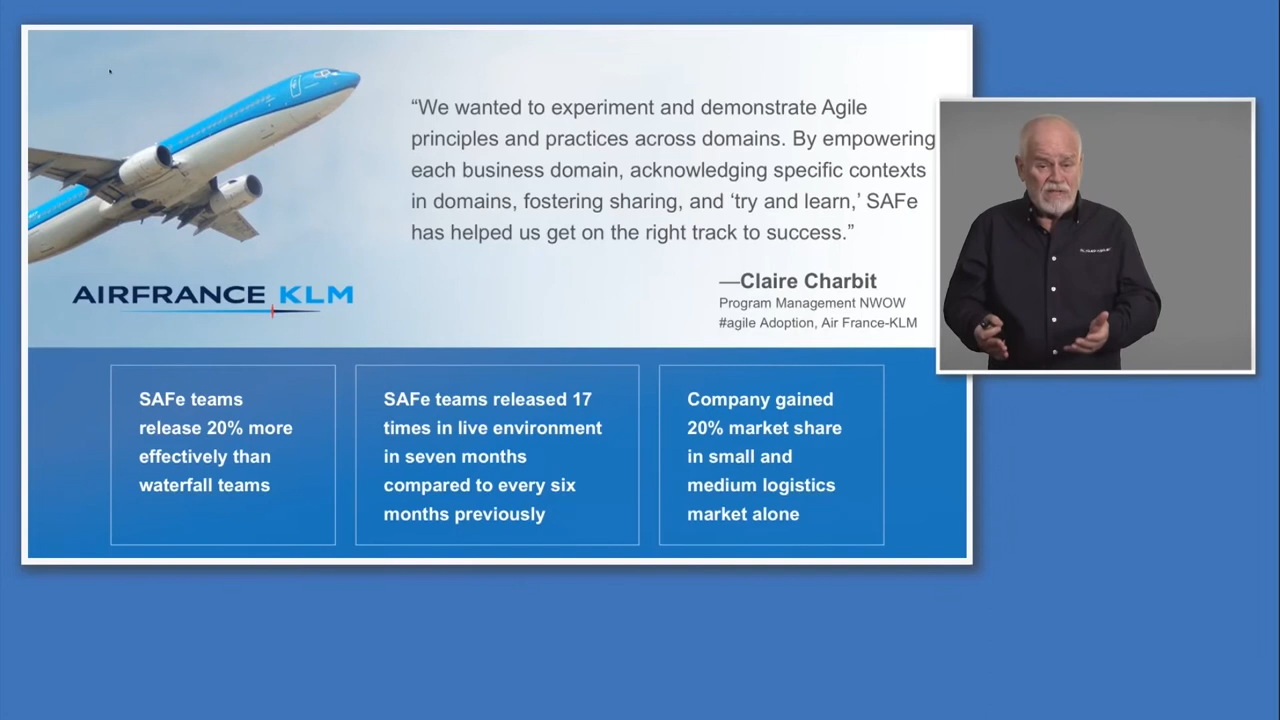 “We wanted to experiment and demonstrate Agile
principles and practices across domains. By empowering
each business domain, acknowledging specific contexts
in domains, fostering sharing, and ‘try and learn,’ SAFe
has helped us get on the right track to success.”
—Claire Charbit
Program Management NWOW
#agile Adoption, Air France-KLM
AIRFRANCE KLM
SAFe teams
release 20% more
effectively than
waterfall teams
SAFe teams released 17
times in live environment
in seven months
compared to every six
months previously
Company gained
20% market share
in small and
medium logistics
market alone